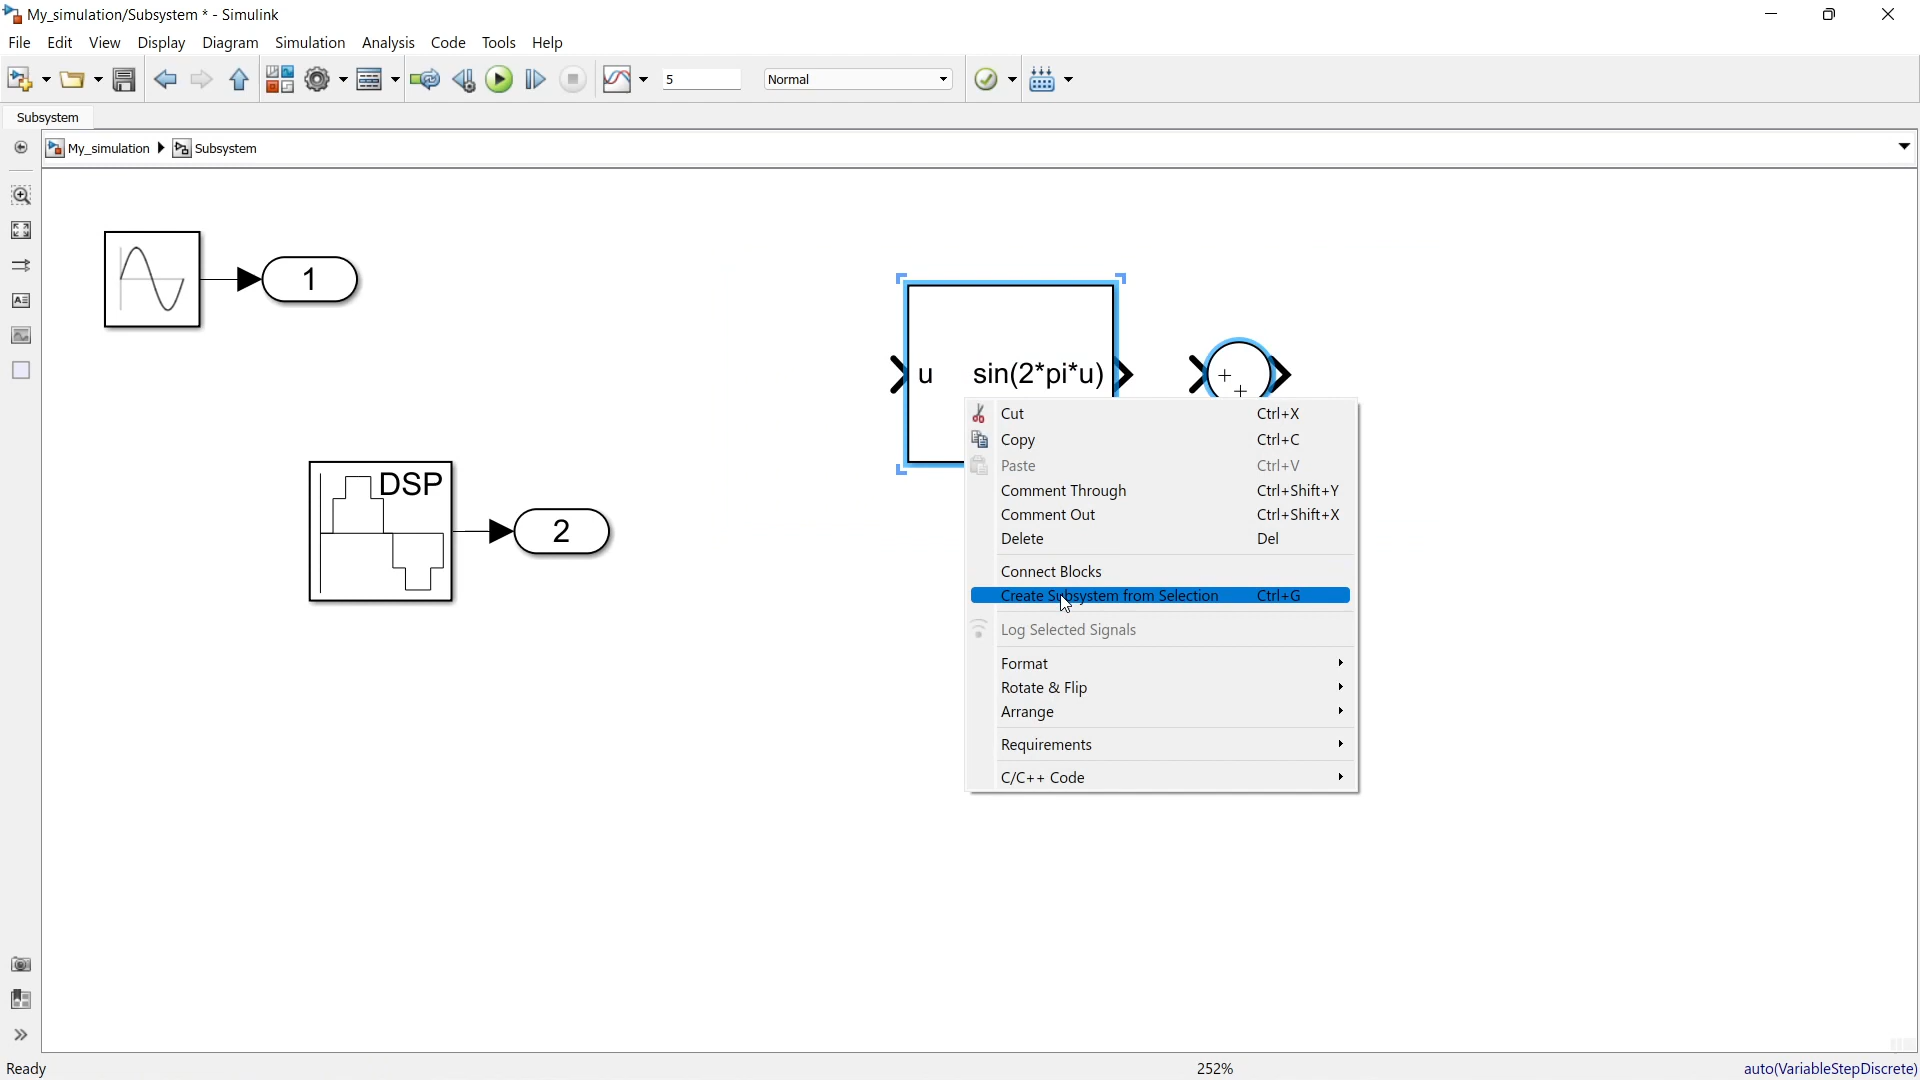 My_simulation/Subsystem * - Simulink
File Edit View Display Diagram Simulation Analysis Code Tools Help
5 Normal
Subsystem
My_simulation Subsystem
1
u sin(2*pi*u)
+
+
Cut Ctrl+X
Copy Ctrl+C
Paste Ctrl+V
DSP
Comment Through Ctrl+Shift+Y
Comment Out Ctrl+Shift+X
2
Delete Del
Connect Blocks
Create Subsystem from Selection Ctrl+G
Log Selected Signals
Format
Rotate & Flip
Arrange
Requirements
C/C++ Code
Ready 252% auto(VariableStepDiscrete)